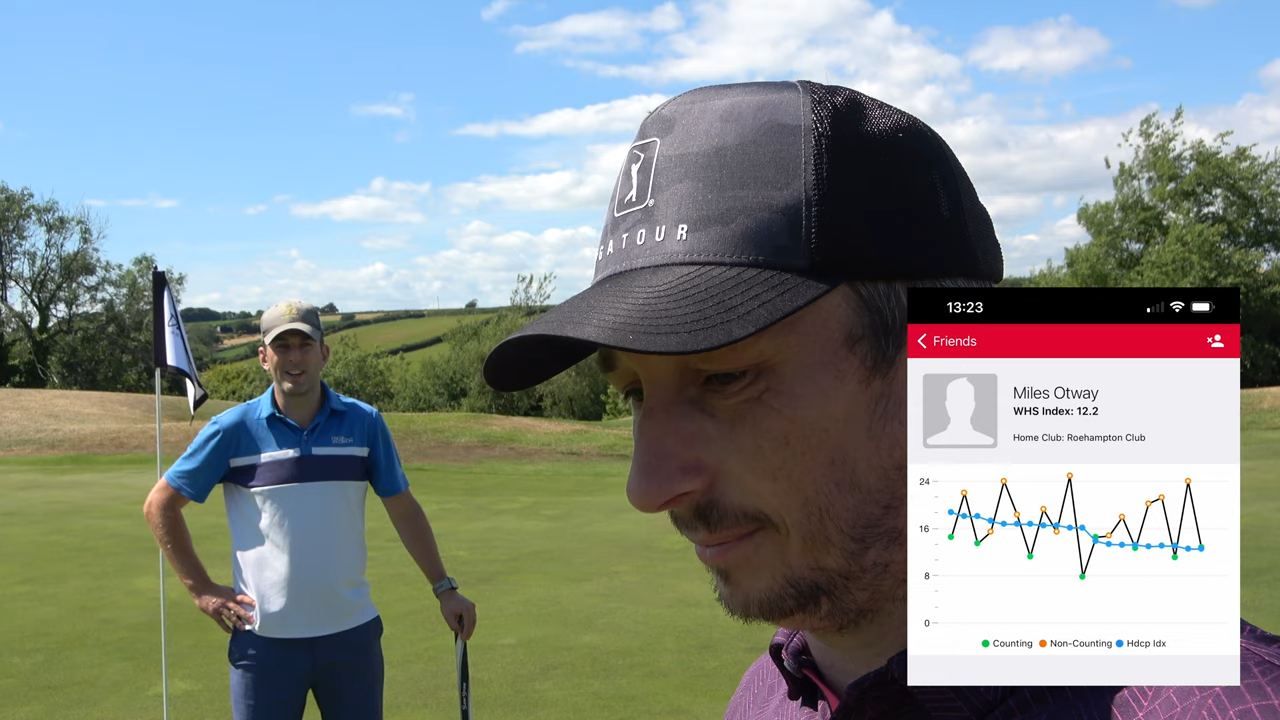 GATOUR
13:23
Friends
Miles Otway
WHS Index: 12.2
Home Club: Roehampton Club
24
16
8
0
Counting Non-Counting Hdcp Idx